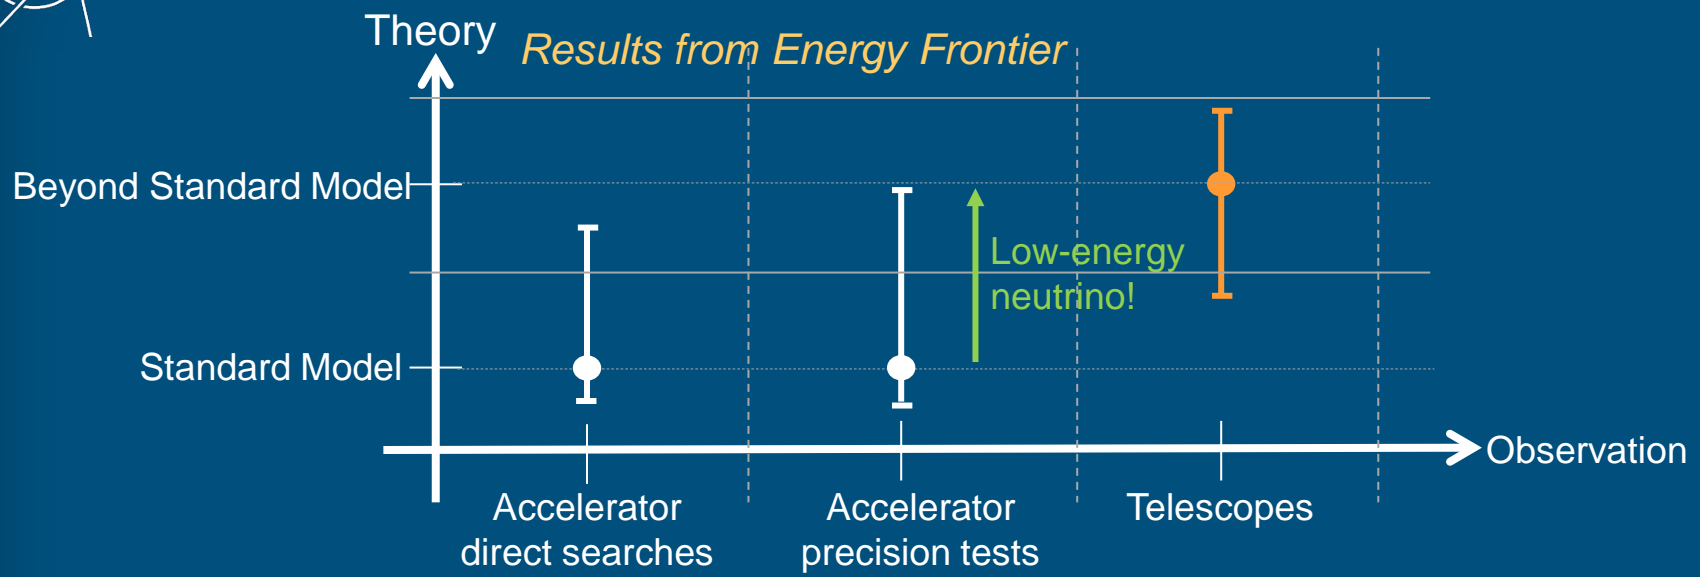 Theory
Results from Energy Frontier
Beyond Standard Model
Low-energy
neutrino!
Standard Model
Observation
Accelerator
direct searches
Accelerator
precision tests
Telescopes